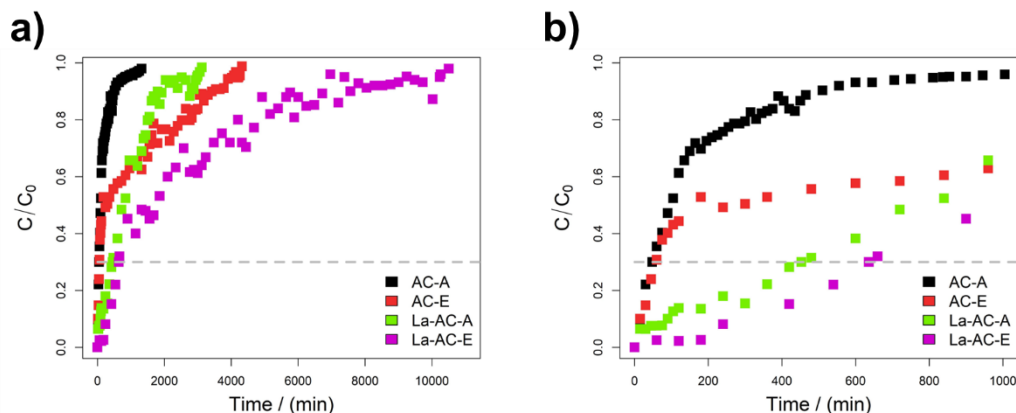 a)
C/C0
1.0
0.8
0.6
0.4
0.2
0.0
AC-A
AC-E
La-AC-A
La-AC-E
0 2000 4000 6000 8000 10000
Time / (min)
b)
C/C0
1.0
0.8
0.6
0.4
0.2
0.0
AC-A
AC-E
La-AC-A
La-AC-E
0 200 400 600 800 1000
Time / (min)